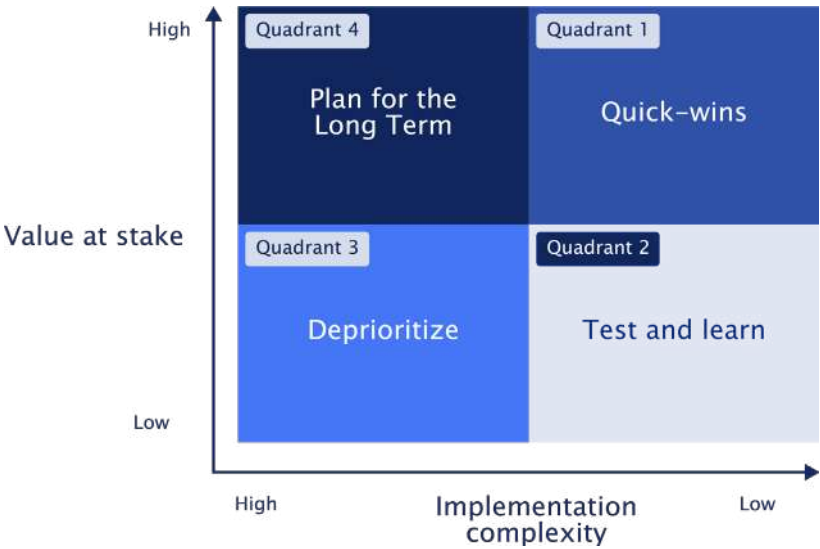 High
Quadrant 4
Quadrant 1
Plan for the
Long Term
Quick-wins
Value at stake
Quadrant 3
Quadrant 2
Deprioritize
Test and learn
Low
High
Implementation
complexity
Low